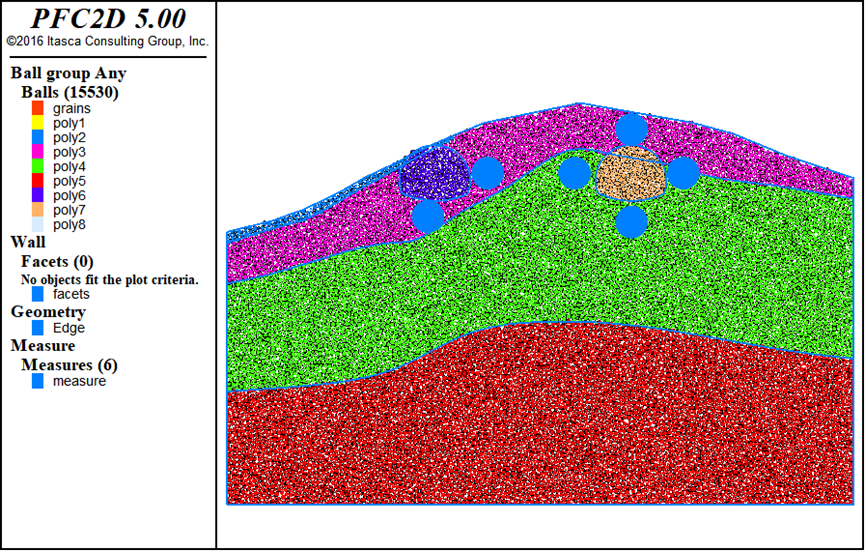 PFC2D 5.00
©2016 Itasca Consulting Group, Inc.
Ball group Any
Balls (15530)
grains
poly1
poly2
poly3
poly4
poly5
poly6
poly7
poly8
Wall
Facets (0)
No objects fit the plot criteria.
facets
Geometry
Edge
Measure
Measures (6)
measure